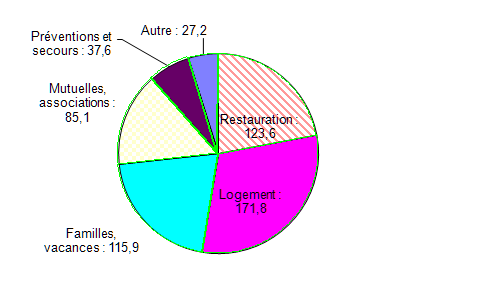 Autre : 27,2
Préventions et
secours : 37,6
Mutuelles,
associations :
85,1
Restauration :
123,6
Logement :
171,8
Familles,
vacances : 115,9